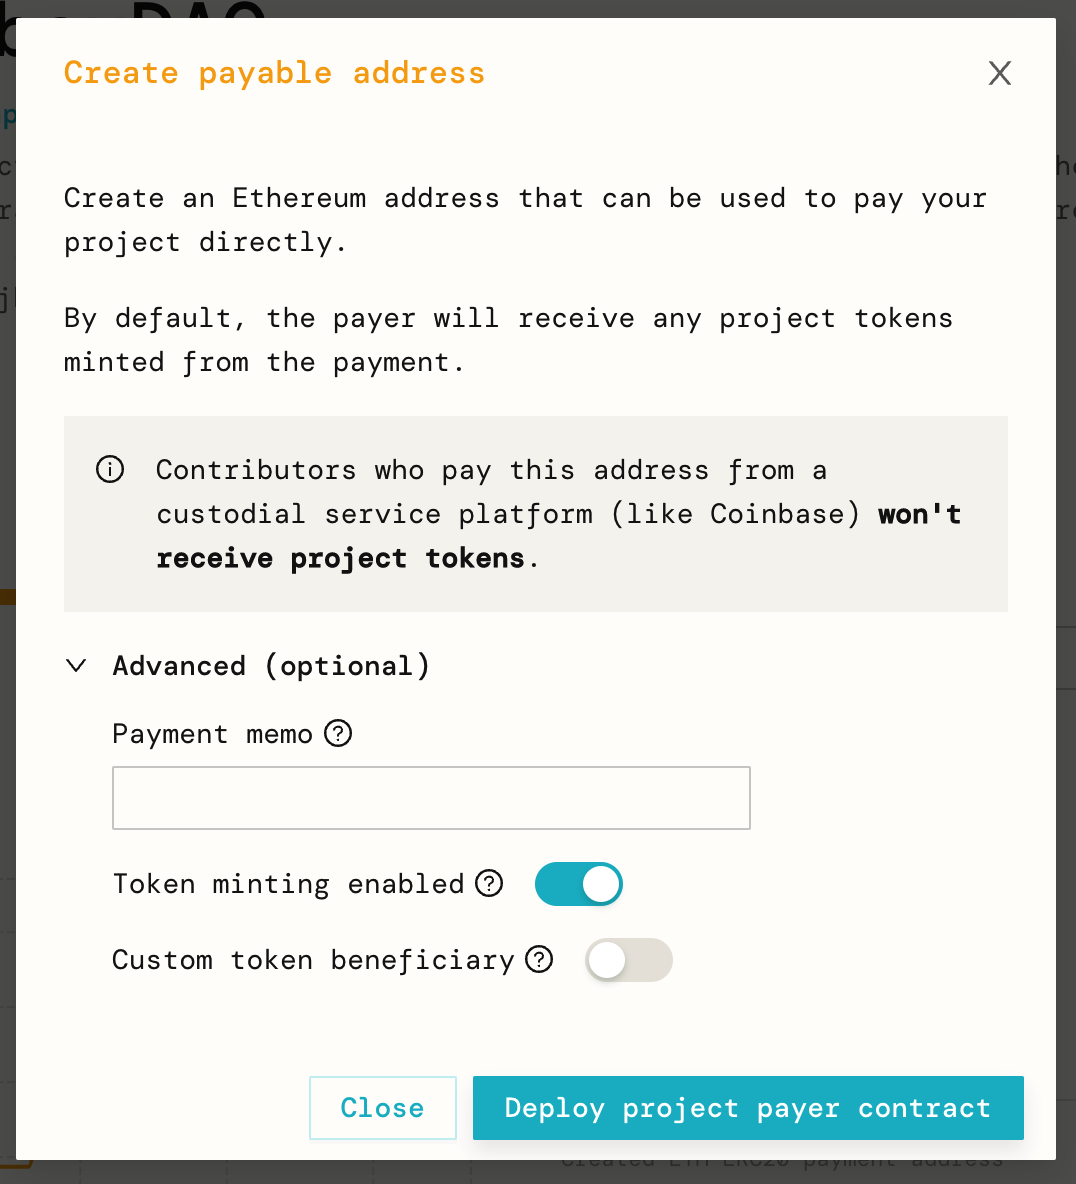 Create payable address
Create an Ethereum address that can be used to pay your
project directly.
By default, the payer will receive any project tokens
minted from the payment.
Contributors who pay this address from a
custodial service platform (like Coinbase) won't
receive project tokens.
Advanced (optional)
Payment memo
Token minting enabled
Custom token beneficiary
Close
Deploy project payer contract